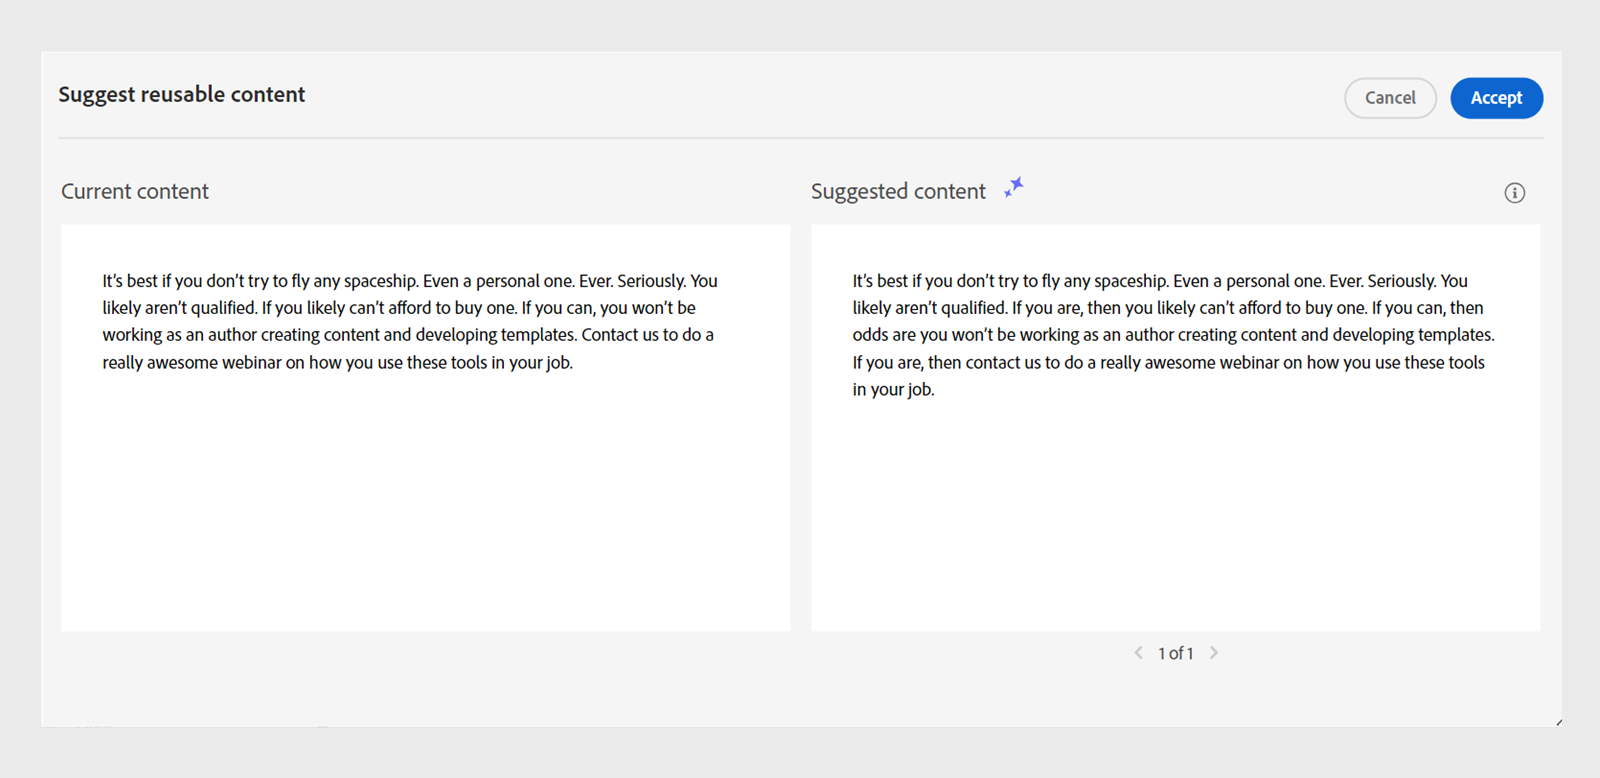 Suggest reusable content
Cancel
Accept
Current content
Suggested content
It's best if you don't try to fly any spaceship. Even a personal one. Ever. Seriously. You
likely aren't qualified. If you likely can't afford to buy one. If you can, you won't be
working as an author creating content and developing templates. Contact us to do a
really awesome webinar on how you use these tools in your job.
It's best if you don't try to fly any spaceship. Even a personal one. Ever. Seriously. You
likely aren't qualified. If you are, then you likely can't afford to buy one. If you can, then
odds are you won't be working as an author creating content and developing templates.
If you are, then contact us to do a really awesome webinar on how you use these tools
in your job.
1 of 1